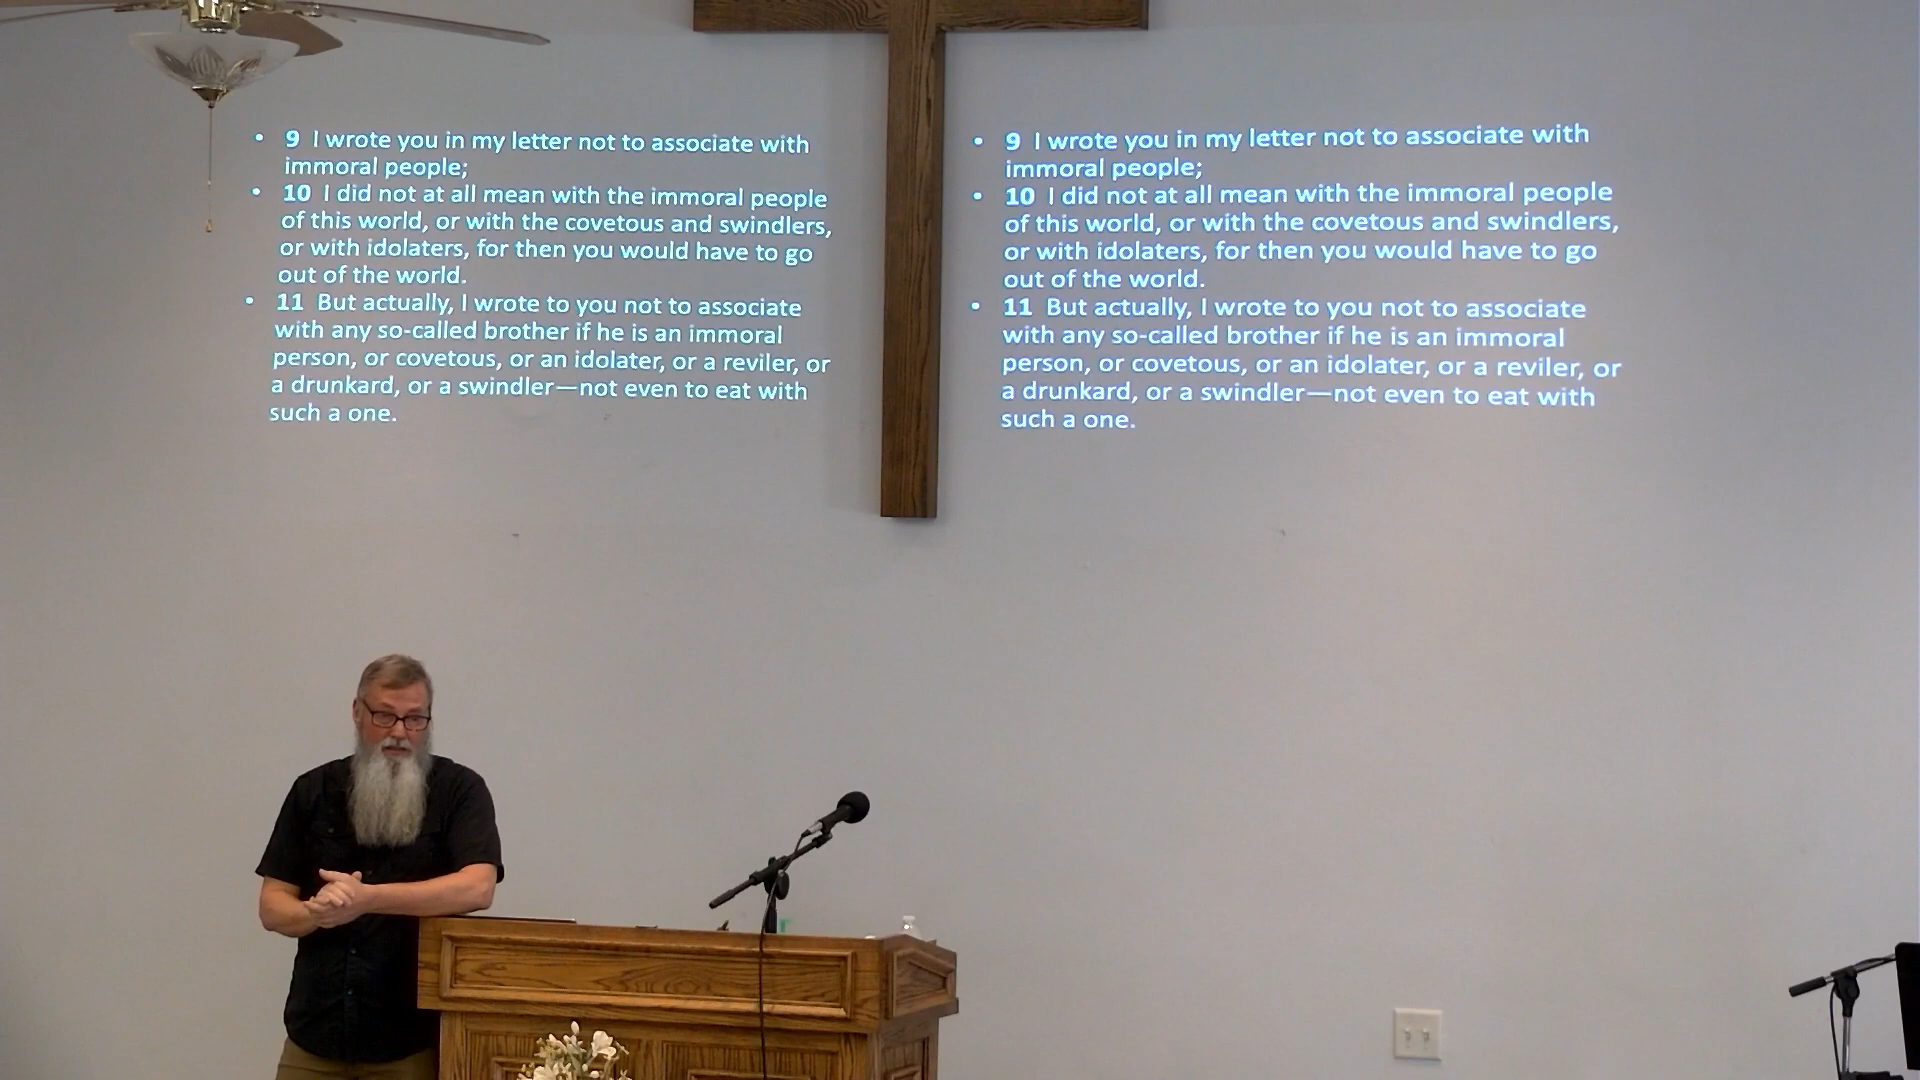 • 9 I wrote you in my letter not to associate with
immoral people;
• 10 I did not at all mean with the immoral people
of this world, or with the covetous and swindlers,
or with idolaters, for then you would have to go
out of the world.
• 11 But actually, I wrote to you not to associate
with any so-called brother if he is an immoral
person, or covetous, or an idolater, or a reviler, or
a drunkard, or a swindler—not even to eat with
such a one.
• 9 I wrote you in my letter not to associate with
immoral people;
• 10 I did not at all mean with the immoral people
of this world, or with the covetous and swindlers,
or with idolaters, for then you would have to go
out of the world.
• 11 But actually, I wrote to you not to associate
with any so-called brother if he is an immoral
person, or covetous, or an idolater, or a reviler, or
a drunkard, or a swindler—not even to eat with
such a one.